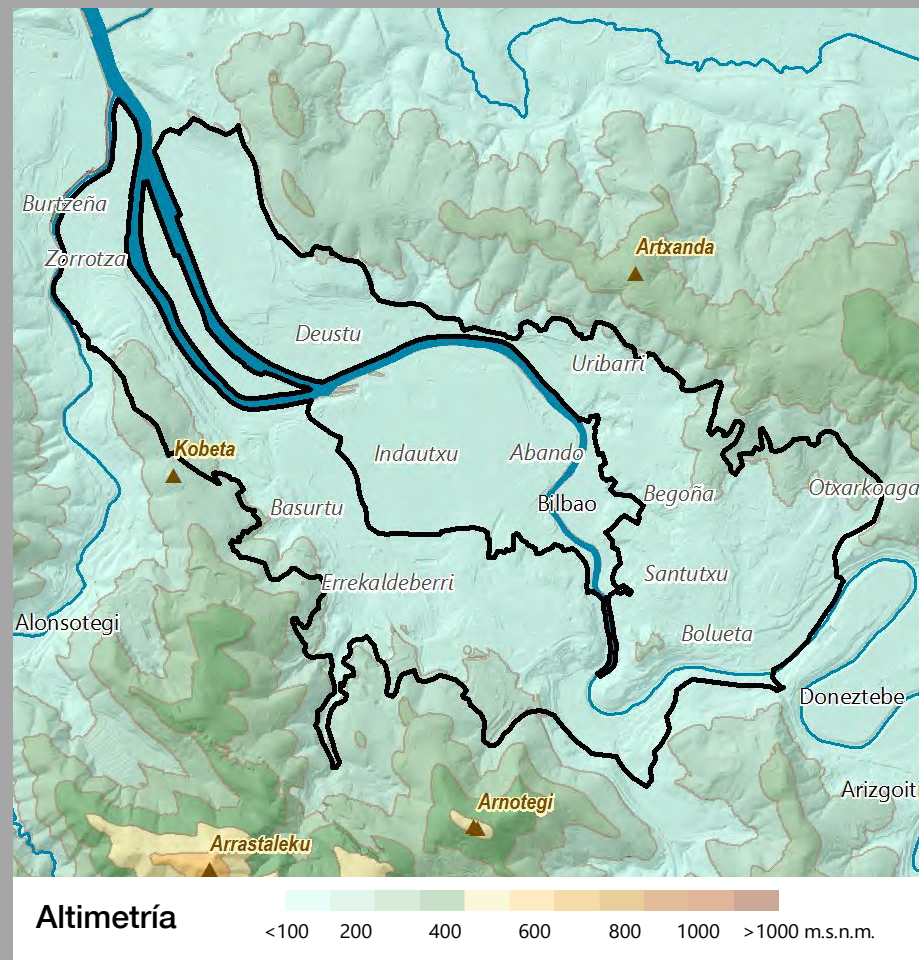 Burtzeña
Artxanda
Zorrotza
Deustu
Uribarri
Kobeta
Indautxu
Abando
Begoña
Otxarkoaga
Bilbao
Basurtu
Santutxu
Errekaldeberri
Alonsotegi
Bolueta
Doneztebe
Arizgoiti
Arnotegi
Arrastaleku
Altimetría
<100 200 400 600 800 1000 >1000 m.s.n.m.